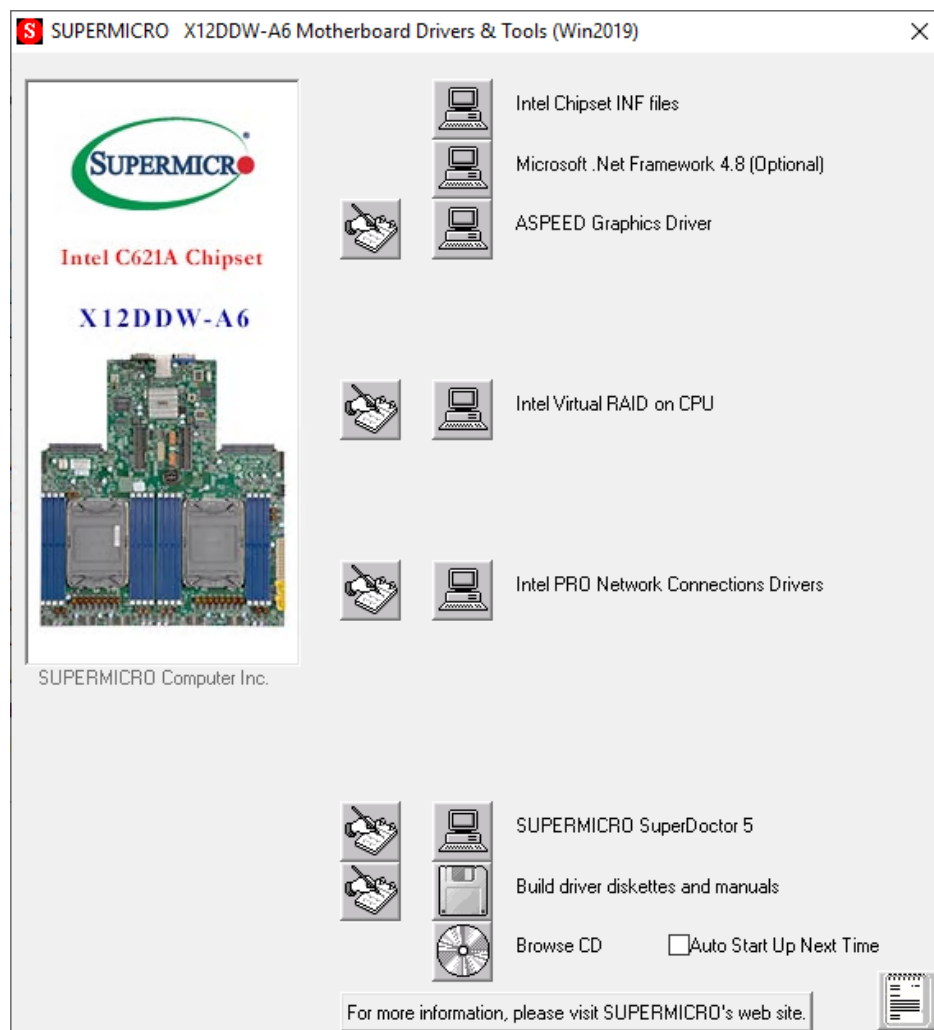 SUPERMICRO X12DDW-A6 Motherboard Drivers & Tools (Win2019)
SUPERMICR
Intel C621A Chipset
X12DDW-A6
SUPERMICRO Computer Inc.
Intel Chipset INF files
Microsoft .Net Framework 4.8 (Optional)
ASPEED Graphics Driver
Intel Virtual RAID on CPU
Intel PRO Network Connections Drivers
SUPERMICRO SuperDoctor 5
Build driver diskettes and manuals
Browse CD Auto Start Up Next Time
For more information, please visit SUPERMICRO's web site.